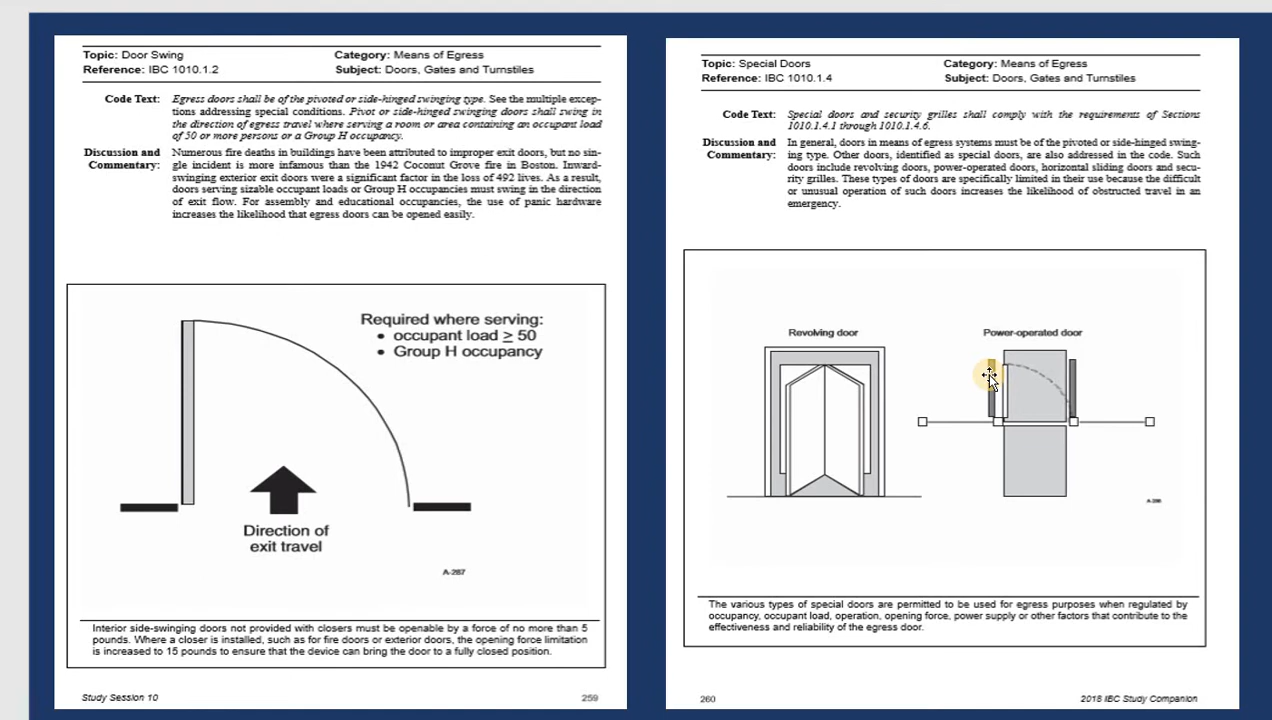 Topic: Door Swing Category: Means of Egress
Reference: IBC 1010.1.2 Subject: Doors, Gates and Turnstiles
Code Text: Egress doors shall be of the pivoted or side-hinged swinging type. See the multiple excep-
tions addressing special conditions. Pivot or side-hinged swinging doors shall swing in
the direction of egress travel where serving a room or area containing an occupant load
of 50 or more persons or a Group H occupancy.
Discussion and Numerous fire deaths in buildings have been attributed to improper exit doors, but no sin-
Commentary: gle incident is more infamous than the 1942 Coconut Grove fire in Boston. Inward-
swinging exterior exit doors were a significant factor in the loss of 492 lives. As a result,
doors serving sizable occupant loads or Group H occupancies must swing in the direction
of exit flow. For assembly and educational occupancies, the use of panic hardware
increases the likelihood that egress doors can be opened easily.
Required where serving:
• occupant load ≥ 50
• Group H occupancy
Direction of
exit travel
A-287
Interior side-swinging doors not provided with closers must be openable by a force of no more than 5
pounds. Where a closer is installed, such as for fire doors or exterior doors, the opening force limitation
is increased to 15 pounds to ensure that the device can bring the door to a fully closed position.
Study Session 10 259
Topic: Special Doors Category: Means of Egress
Reference: IBC 1010.1.4 Subject: Doors, Gates and Turnstiles
Code Text: Special doors and security grilles shall comply with the requirements of Sections
1010.1.4.1 through 1010.1.4.6.
Discussion and In general, doors in means of egress systems must be of the pivoted or side-hinged swing-
Commentary: ing type. Other doors, identified as special doors, are also addressed in the code. Such
doors include revolving doors, power-operated doors, horizontal sliding doors and secu-
rity grilles. These types of doors are specifically limited in their use because the difficult
or unusual operation of such doors increases the likelihood of obstructed travel in an
emergency.
Revolving door Power-operated door
The various types of special doors are permitted to be used for egress purposes when regulated by
occupancy, occupant load, operation, opening force, power supply or other factors that contribute to the
effectiveness and reliability of the egress door.
260 2018 IBC Study Companion